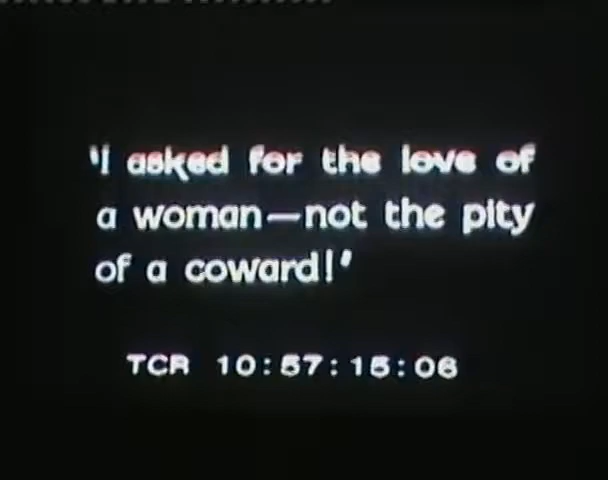 'I asked for the love of
a woman—not the pity
of a coward!'
TCR 10:57:15:06